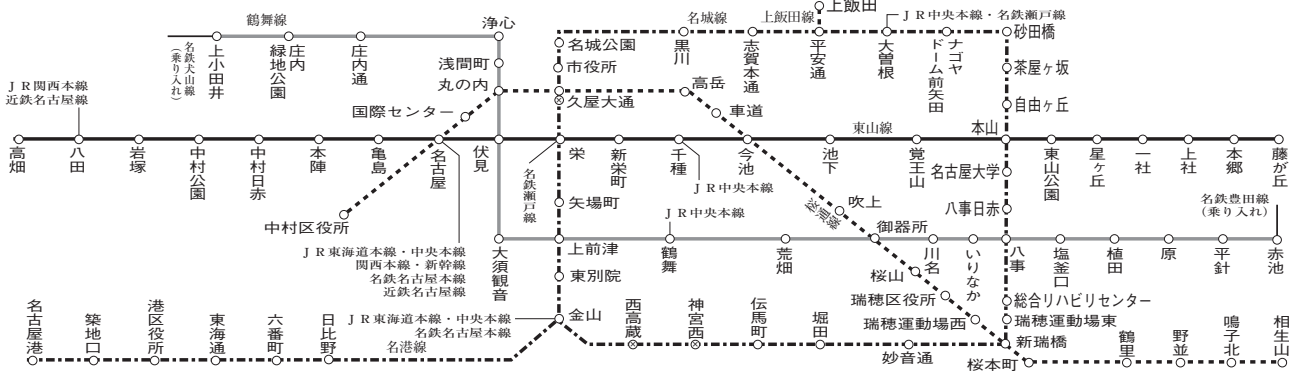 鶴舞線
浄心
名城線
上飯田線
上飯田
JR中央本線・名鉄瀬戸線
名鉄犬山線
(乗り入れ)
上小田井
庄内
緑地公園
庄内通
浅間町
丸の内
名城公園
市役所
久屋大通
黒川
志賀本通
平安通
大曽根
ナゴヤ
ドーム前矢田
砂田橋
茶屋ヶ坂
自由ヶ丘
高岳
車道
JR関西本線
近鉄名古屋線
国際センター
東山線
本山
高畑
八田
岩塚
中村公園
中村日赤
本陣
亀島
名古屋
伏見
栄
新栄町
千種
今池
池下
覚王山
東山公園
星ヶ丘
一社
上社
本郷
藤が丘
名古屋大学
八事日赤
名鉄瀬戸線
JR中央本線
矢場町
JR中央本線
桜通線
吹上
御器所
名鉄豊田線
(乗り入れ)
中村区役所
JR東海道本線・中央本線
関西本線・新幹線
名鉄名古屋本線
近鉄名古屋線
大須観音
上前津
鶴舞
荒畑
川名
いりなか
八事
塩釜口
植田
原
平針
赤池
東別院
桜山
瑞穂区役所
瑞穂運動場西
総合リハビリセンター
瑞穂運動場東
新瑞橋
名古屋港
築地口
港区役所
東海通
六番町
日比野
JR東海道本線・中央本線
名鉄名古屋本線
名港線
金山
西高蔵
神宮西
伝馬町
堀田
妙音通
桜本町
鶴里
野並
鳴子北
相生山